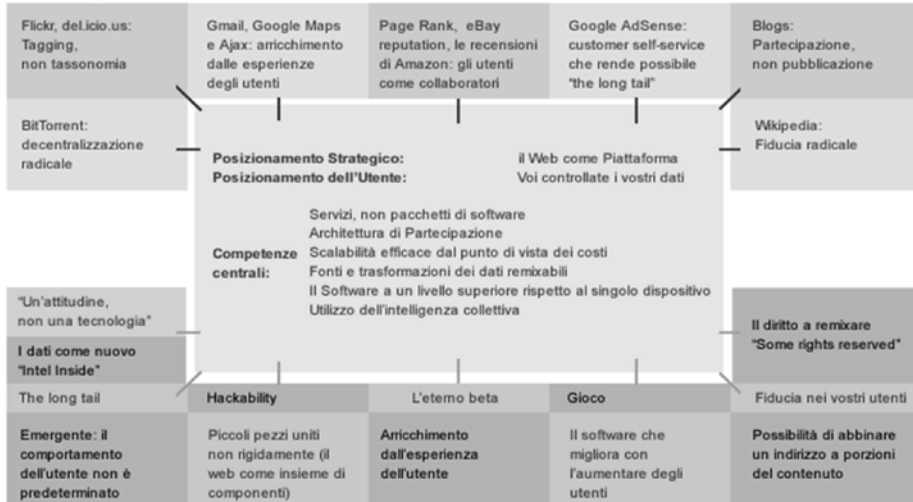 Flickr, del.icio.us:
Tagging,
non tassonomia
Gmail, Google Maps
e Ajax: arricchimento
dalle esperienze
degli utenti
Page Rank, eBay
reputation, le recensioni
di Amazon: gli utenti
come collaboratori
Google AdSense:
customer self-service
che rende possibile
"the long tail"
Blogs:
Partecipazione,
non pubblicazione
BitTorrent:
decentralizzazione
radicale
Wikipedia:
Fiducia radicale
Posizionamento Strategico: il Web come Piattaforma
Posizionamento dell'Utente: Voi controllate i vostri dati
Competenze
centrali:
Servizi, non pacchetti di software
Architettura di Partecipazione
Scalabilità efficace dal punto di vista dei costi
Fonti e trasformazioni dei dati remixabili
Il Software a un livello superiore rispetto al singolo dispositivo
Utilizzo dell'intelligenza collettiva
"Un'attitudine,
non una tecnologia"
Il diritto a remixare
"Some rights reserved"
I dati come nuovo
"Intel Inside"
The long tail
Hackability
L'eterno beta
Gioco
Fiducia nei vostri utenti
Emergente: il
comportamento
dell'utente non è
predeterminato
Piccoli pezzi uniti
non rigidamente (il
web come insieme di
componenti)
Arricchimento
dall'esperienza
dell'utente
Il software che
migliora con
l'aumentare degli
utenti
Possibilità di abbinare
un indirizzo a porzioni
del contenuto